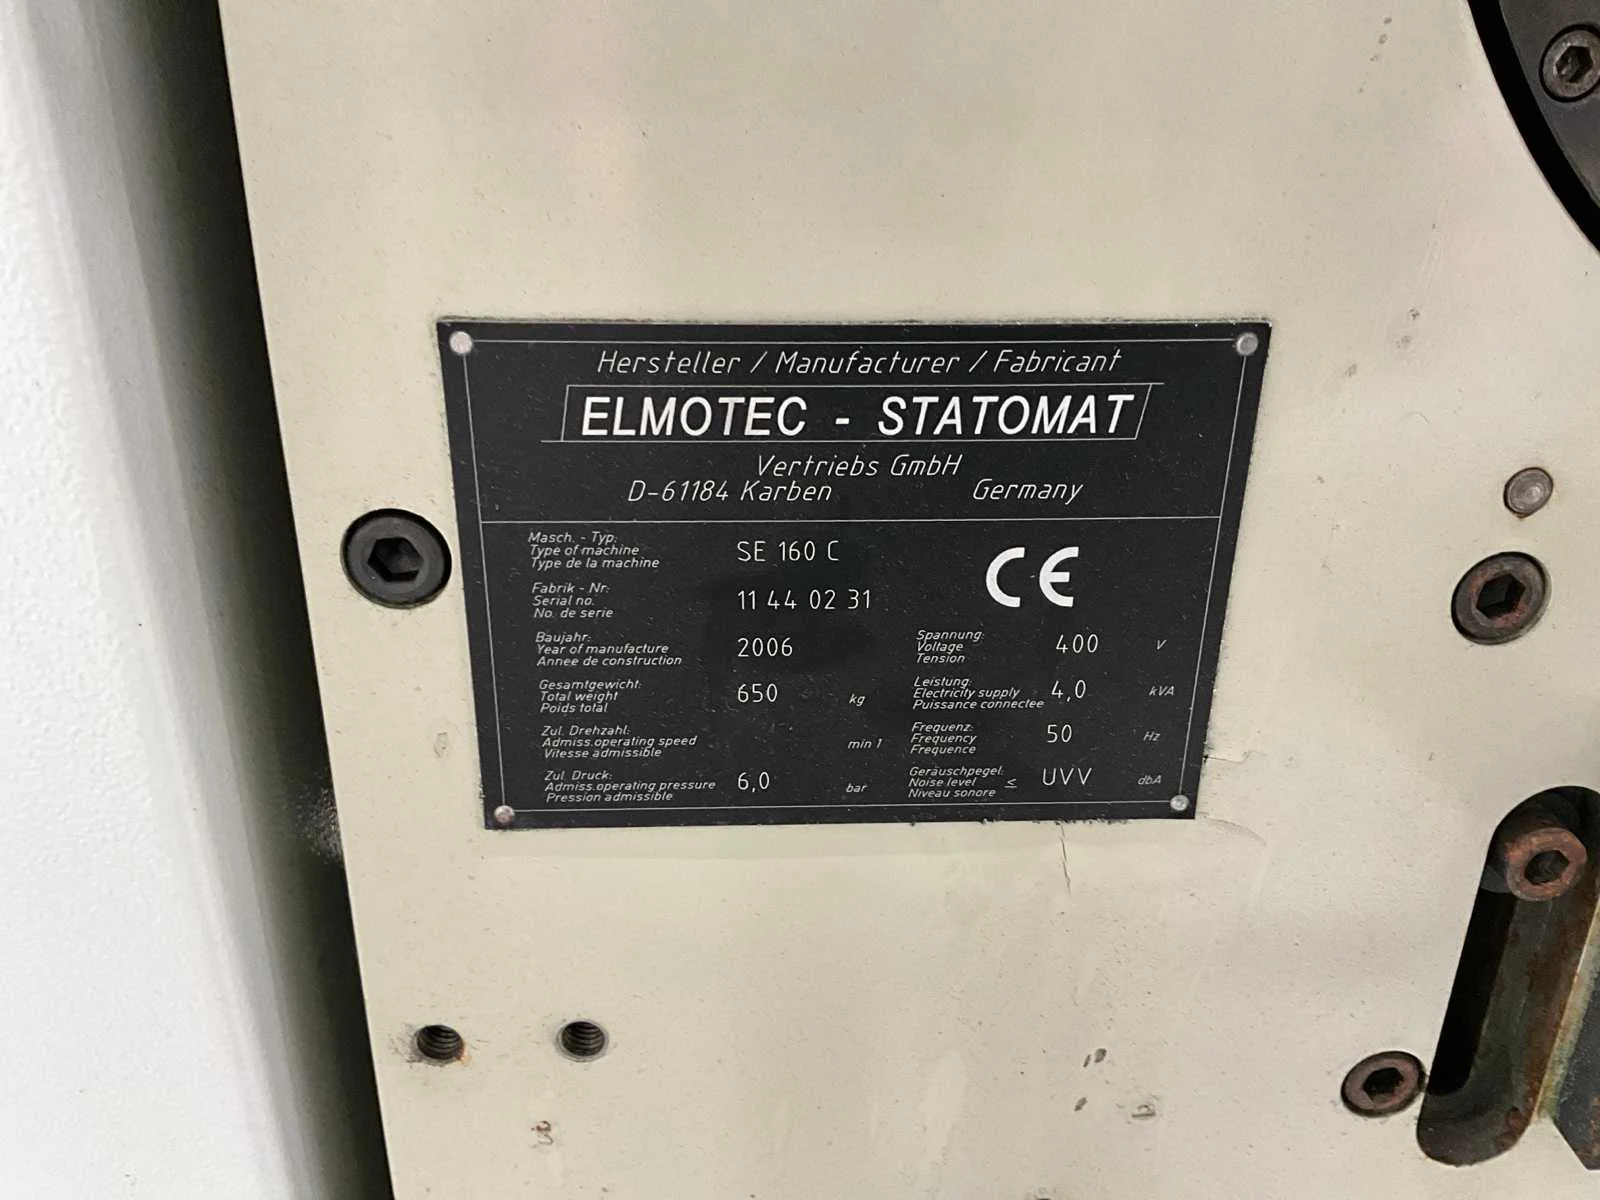 Hersteller / Manufacturer / Fabricant
ELMOTEC - STATOMAT
Vertriebs GmbH
D-61184 Karben Germany
Masch. - Typ:
Type of machine SE 160 C
Type de la machine
CE
Fabrik - Nr:
Serial no. 11 44 02 31
No. de serie
Baujahr:
Year of manufacture 2006
Annee de construction
Spannung:
Voltage 400 V
Tension
Gesamtgewicht:
Total weight 650 kg
Poids total
Leistung:
Electricity supply 4,0 kVA
Puissance connectee
Zul. Drehzahl:
Admiss.operating speed min 1
Vitesse admissible
Frequenz:
Frequency 50 Hz
Frequence
Zul. Druck:
Admiss.operating pressure 6,0 bar
Pression admissible
Geräuschpegel:
Noise level ≤ UVV dbA
Niveau sonore